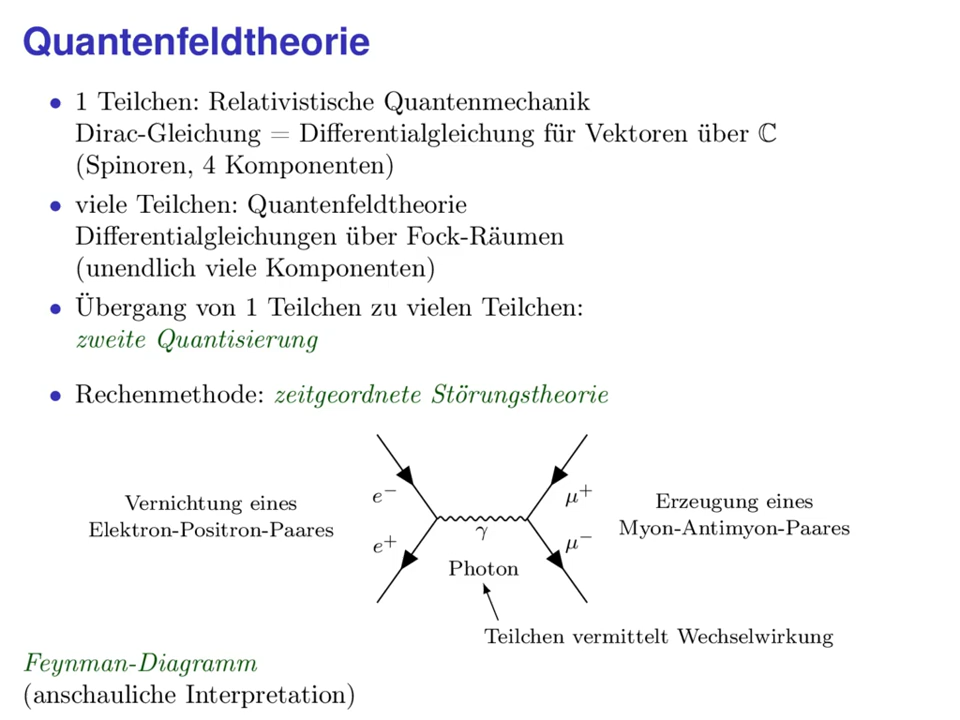 Quantenfeldtheorie
• 1 Teilchen: Relativistische Quantenmechanik
Dirac-Gleichung = Differentialgleichung für Vektoren über ℂ
(Spinoren, 4 Komponenten)
• viele Teilchen: Quantenfeldtheorie
Differentialgleichungen über Fock-Räumen
(unendlich viele Komponenten)
• Übergang von 1 Teilchen zu vielen Teilchen:
zweite Quantisierung
• Rechenmethode: zeitgeordnete Störungstheorie
Vernichtung eines
Elektron-Positron-Paares
e⁻
e⁺
γ
Photon
μ⁺
μ⁻
Erzeugung eines
Myon-Antimyon-Paares
Teilchen vermittelt Wechselwirkung
Feynman-Diagramm
(anschauliche Interpretation)